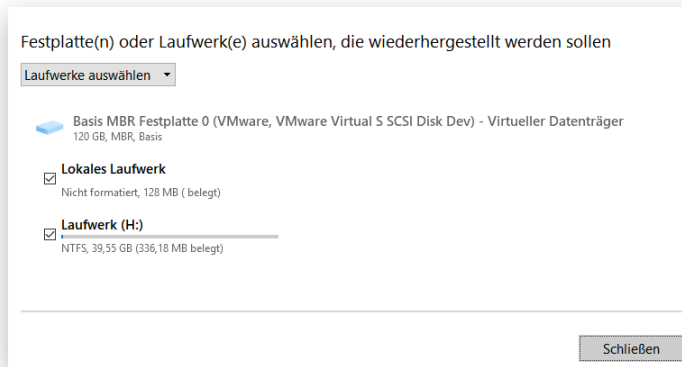 Festplatte(n) oder Laufwerk(e) auswählen, die wiederhergestellt werden sollen
Laufwerke auswählen
Basis MBR Festplatte 0 (VMware, VMware Virtual S SCSI Disk Dev) - Virtueller Datenträger
120 GB, MBR, Basis
Lokales Laufwerk
Nicht formatiert, 128 MB ( belegt)
Laufwerk (H:)
NTFS, 39,55 GB (336,18 MB belegt)
Schließen